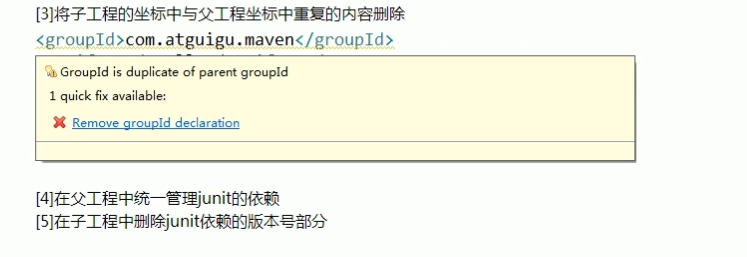 [3]将子工程的坐标中与父工程坐标中重复的内容删除
<groupId>com.atguigu.maven</groupId>
GroupId is duplicate of parent groupId
1 quick fix available:
Remove groupId declaration
[4]在父工程中统一管理junit的依赖
[5]在子工程中删除junit依赖的版本号部分